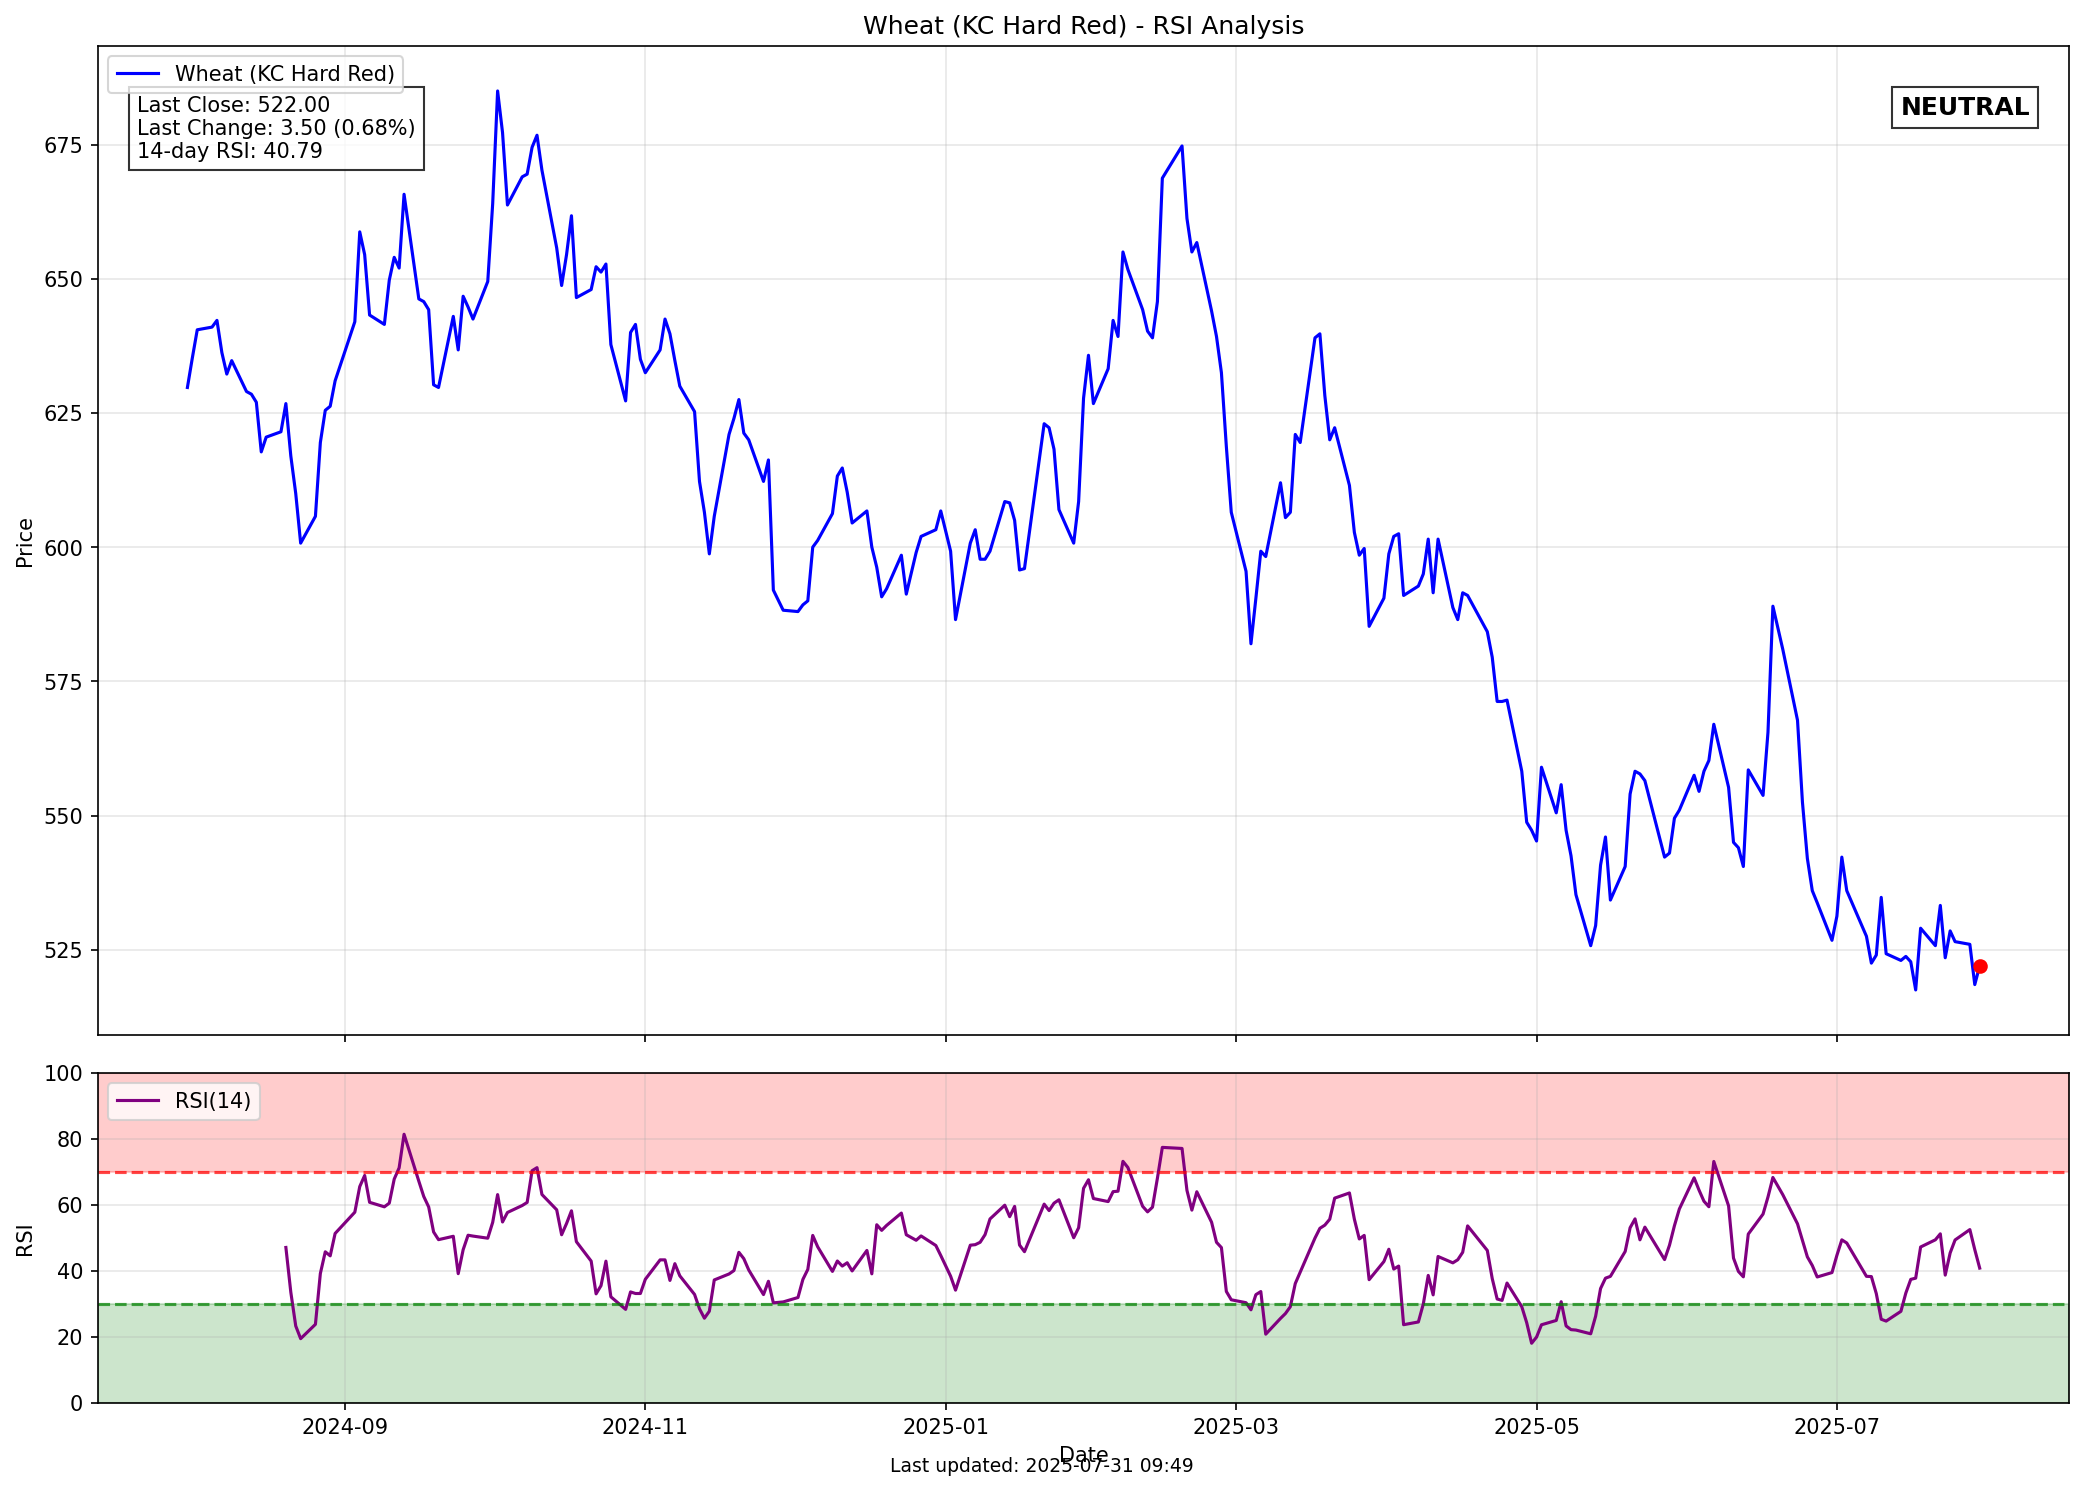 Wheat (KC Hard Red) - RSI Analysis
Wheat (KC Hard Red)
Last Close: 522.00
Last Change: 3.50 (0.68%)
14-day RSI: 40.79
NEUTRAL
Price
675
650
625
600
575
550
525
RSI(14)
RSI
100
80
60
40
20
0
2024-09
2024-11
2025-01
2025-03
2025-05
2025-07
Date
Last updated: 2025-07-31 09:49